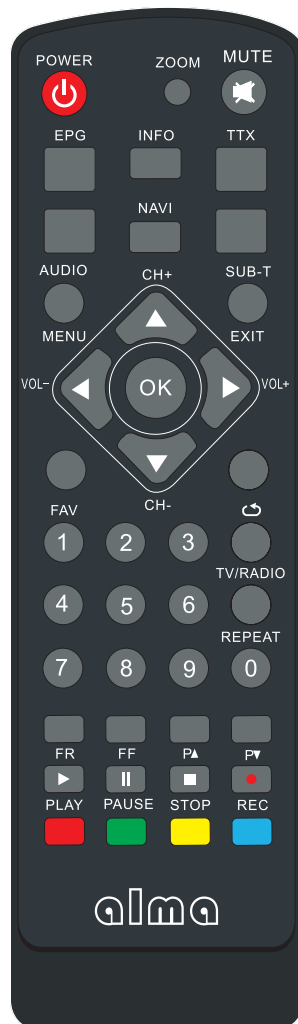 POWER ZOOM MUTE
EPG INFO TTX
NAVI
AUDIO CH+ SUB-T
MENU EXIT
VOL- OK VOL+
FAV CH-
1 2 3
TV/RADIO
4 5 6
REPEAT
7 8 9 0
FR FF P▲ P▼
PLAY PAUSE STOP REC
alma